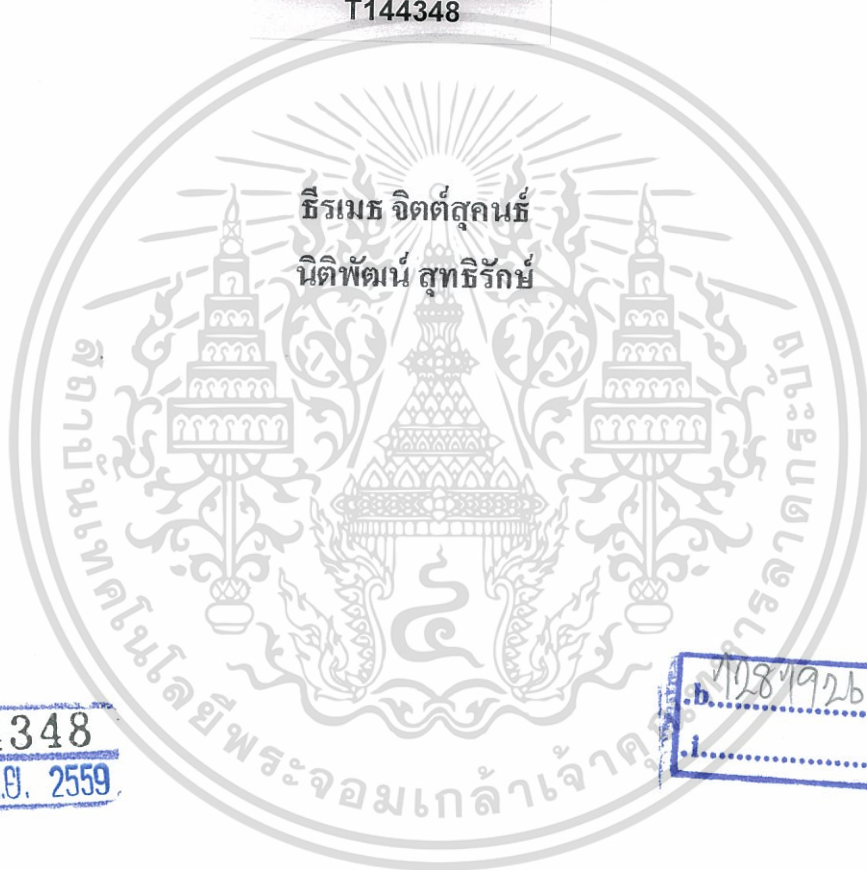 T144348
ธีรเมธ จิตต์สุคนธ์
นิติพัฒน์ สุทธิรักษ์
สถาบันเทคโนโลยีพระจอมเกล้าเจ้าคุณทหารลาดกระบัง
348
2559
.b.
.i.